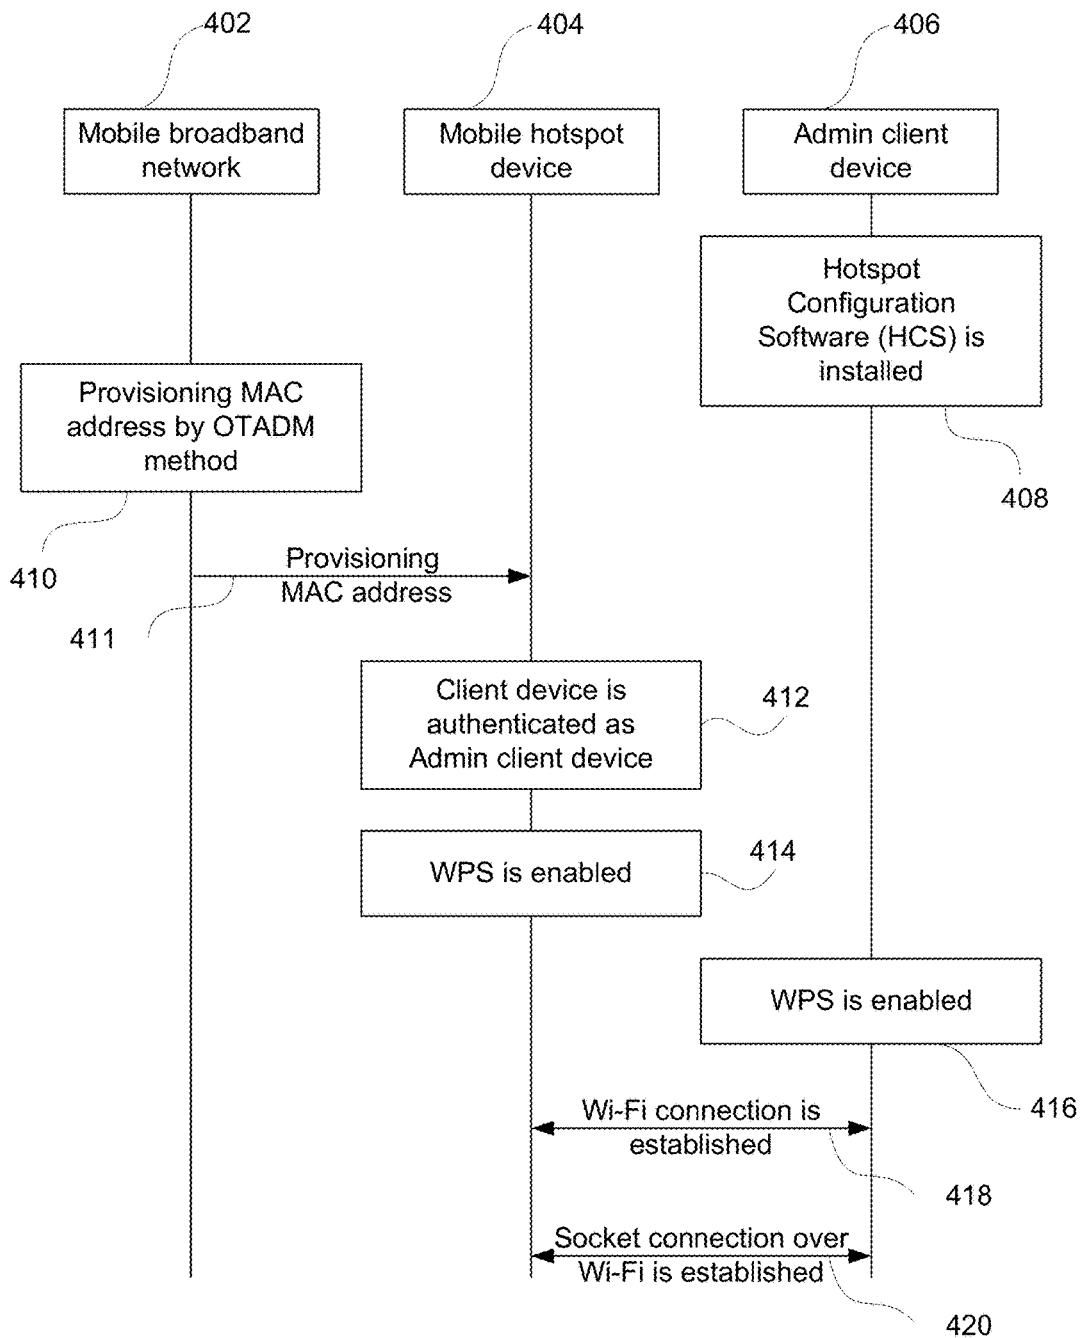 402
404
406
Mobile broadband
network
Mobile hotspot
device
Admin client
device
Hotspot
Configuration
Software (HCS) is
installed
408
Provisioning MAC
address by OTADM
method
410
Provisioning
MAC address
411
Client device is
authenticated as
Admin client device
412
WPS is enabled
414
WPS is enabled
416
Wi-Fi connection is
established
418
Socket connection over
Wi-Fi is established
420